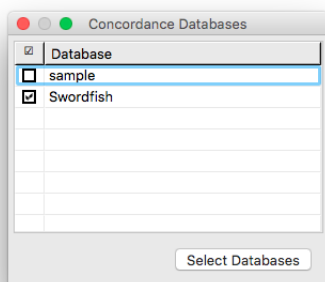 Concordance Databases
☑ Database
sample
Swordfish
Select Databases